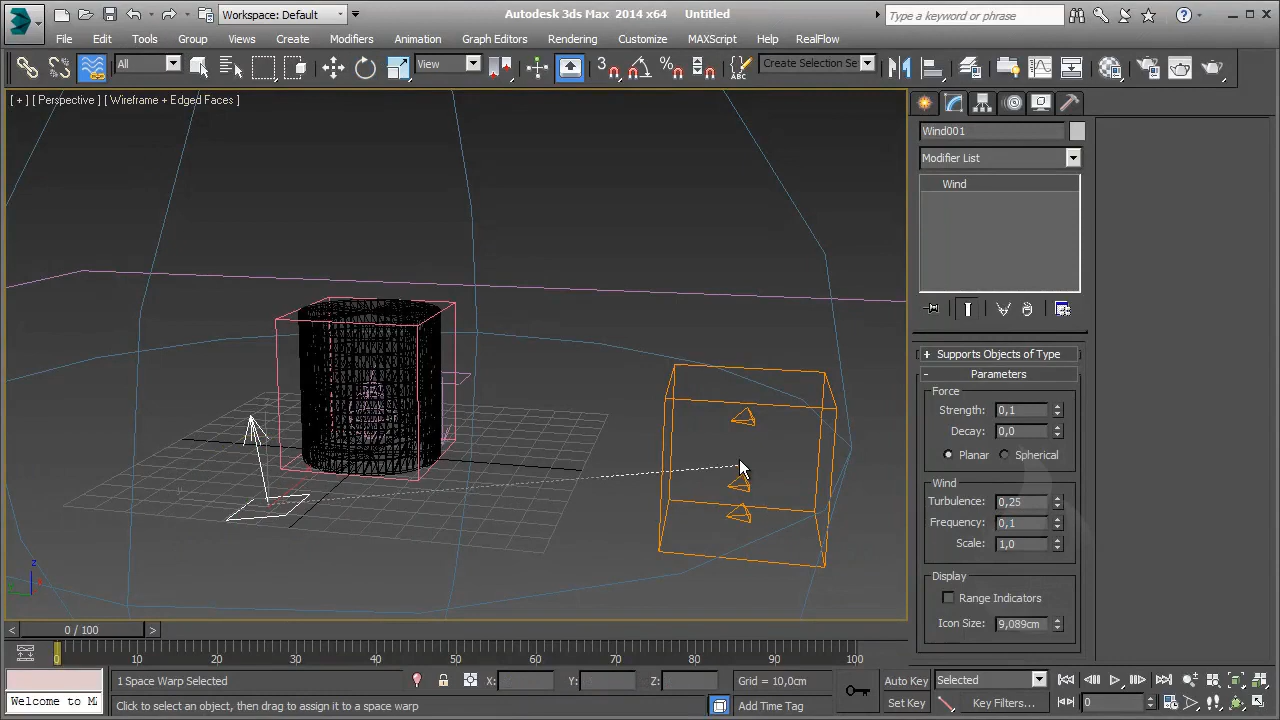 Workspace: Default
Autodesk 3ds Max 2014 x64 Untitled
Type a keyword or phrase
File Edit Tools Group Views Create Modifiers Animation Graph Editors Rendering Customize MAXScript Help RealFlow
All
View
3
Create Selection Se
[ + ] [ Perspective ] [ Wireframe + Edged Faces ]
Wind001
Modifier List
Wind
+ Supports Objects of Type
- Parameters
Force
Strength: 0,1
Decay: 0,0
Planar Spherical
Wind
Turbulence: 0,25
Frequency: 0,1
Scale: 1,0
Display
Range Indicators
Icon Size: 9,089cm
z
< 0 / 100 >
0 10 20 30 40 50 60 70 80 90 100
1 Space Warp Selected X: Y: Z: Grid = 10,0cm Auto Key Selected
Welcome to M Click to select an object, then drag to assign it to a space warp Add Time Tag Set Key Key Filters... 0